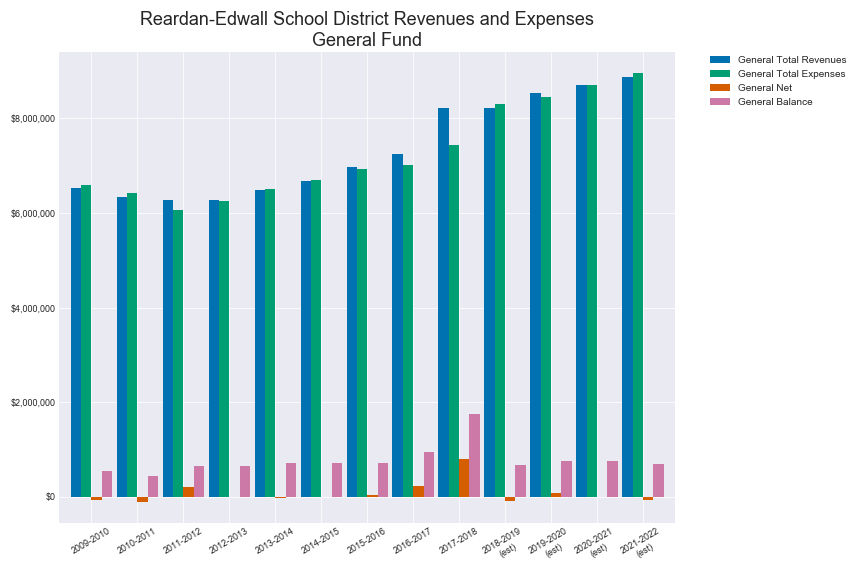 Reardan-Edwall School District Revenues and Expenses
General Fund
General Total Revenues
General Total Expenses
General Net
General Balance
$8,000,000
$6,000,000
$4,000,000
$2,000,000
$0
2009-2010
2010-2011
2011-2012
2012-2013
2013-2014
2014-2015
2015-2016
2016-2017
2017-2018
2018-2019
(est)
2019-2020
(est)
2020-2021
(est)
2021-2022
(est)